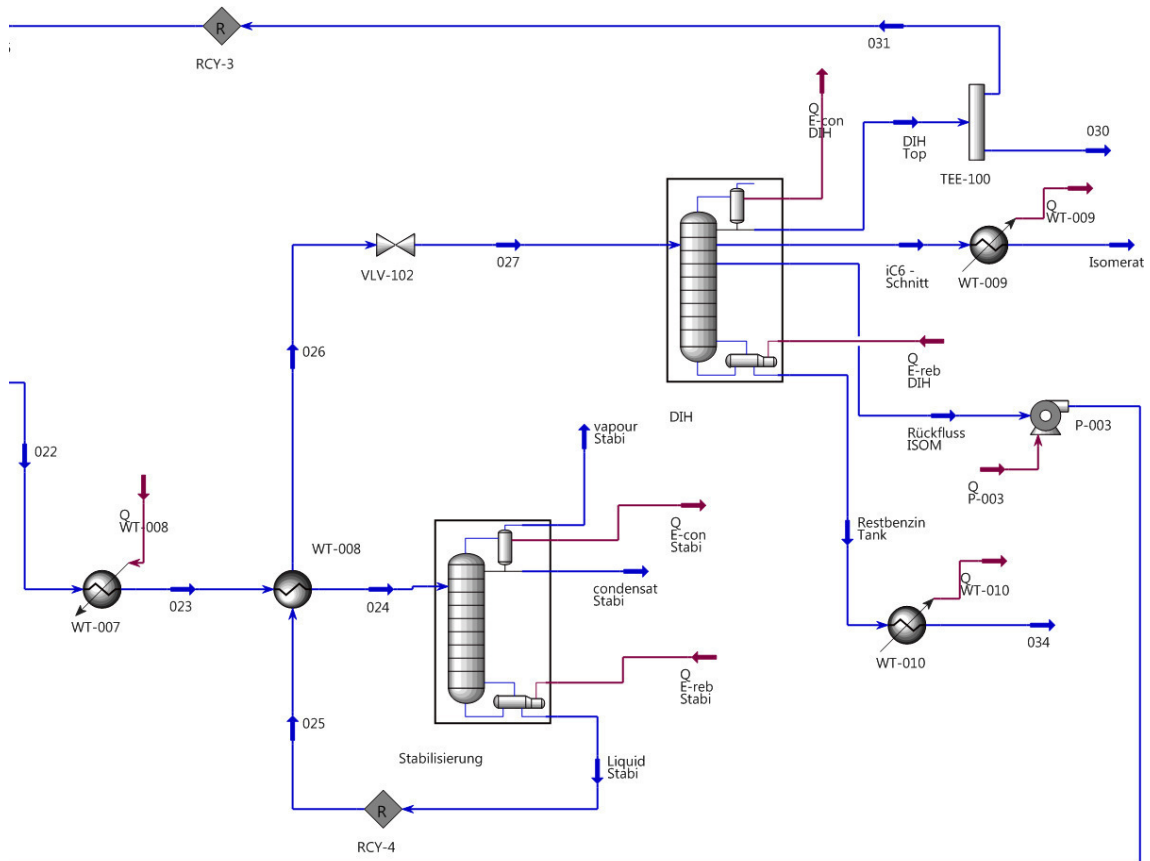 R
031
RCY-3
Q
E-con
DIH
030
DIH
Top
TEE-100
Q
WT-009
VLV-102
027
iC6 -
Schnitt
WT-009
Isomerat
026
Q
E-reb
DIH
DIH
Rückfluss
ISOM
P-003
022
vapour
Stabi
Q
P-003
Q
WT-008
Restbenzin
Tank
Q
E-con
Stabi
WT-008
condensat
Stabi
Q
WT-010
WT-007
023
024
034
WT-010
Q
E-reb
Stabi
025
Stabilisierung
Liquid
Stabi
R
RCY-4